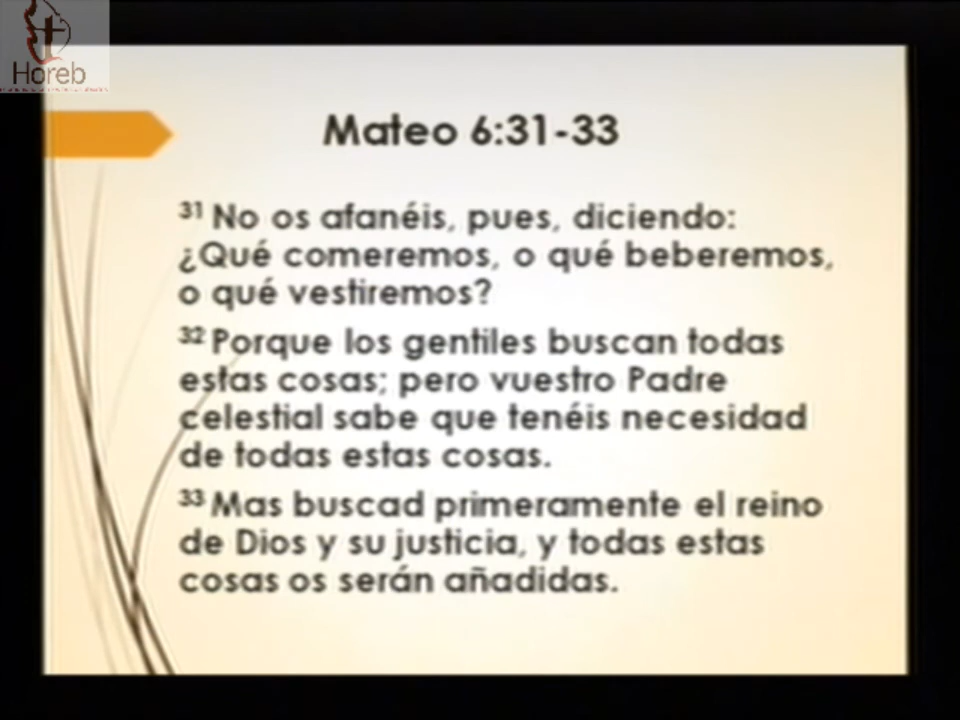 Horeb
Mateo 6:31-33
31 No os afanéis, pues, diciendo:
¿Qué comeremos, o qué beberemos,
o qué vestiremos?
32 Porque los gentiles buscan todas
estas cosas; pero vuestro Padre
celestial sabe que tenéis necesidad
de todas estas cosas.
33 Mas buscad primeramente el reino
de Dios y su justicia, y todas estas
cosas os serán añadidas.